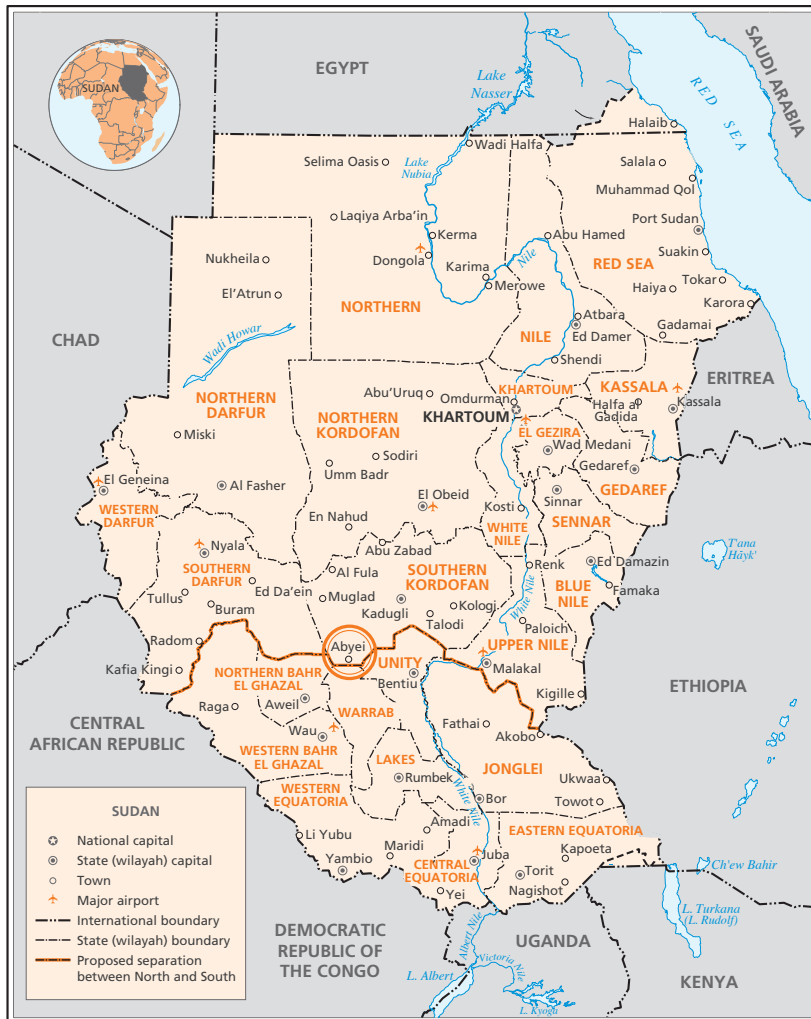 SUDAN
EGYPT
Lake
Nasser
SAUDI ARABIA
RED SEA
Halaib
Wadi Halfa
Selima Oasis
Lake
Nubia
Salala
Muhammad Qol
Laqiya Arba'in
Port Sudan
Kerma
Abu Hamed
Suakin
Nukheila
Dongola
Nile
RED SEA
Karima
Tokar
El'Atrun
Merowe
Haiya
Karora
NORTHERN
Atbara
CHAD
Wadi Howar
NILE
Ed Damer
Gadamai
Shendi
ERITREA
NORTHERN
DARFUR
Abu'Uruq
KHARTOUM
KASSALA
Omdurman
NORTHERN
KORDOFAN
KHARTOUM
Halfa al
Gadida
Kassala
Miski
EL GEZIRA
Sodiri
Wad Medani
Umm Badr
Gedaref
El Geneina
Al Fasher
GEDAREF
El Obeid
Sinnar
WESTERN
DARFUR
Kosti
En Nahud
SENNAR
WHITE
NILE
Nyala
Abu Zabad
T'ana
Hāyk'
SOUTHERN
DARFUR
Al Fula
SOUTHERN
KORDOFAN
Renk
Ed Damazin
Ed Da'ein
BLUE
NILE
Tullus
Muglad
Famaka
Buram
Kadugli
Kologi
White Nile
Talodi
Paloich
Radom
Abyei
UPPER NILE
UNITY
Kafia Kingi
NORTHERN BAHR
EL GHAZAL
Malakal
Bentiu
ETHIOPIA
Kigille
Raga
Aweil
WARRAB
CENTRAL
AFRICAN REPUBLIC
Fathai
Wau
Akobo
WESTERN BAHR
EL GHAZAL
LAKES
JONGLEI
Rumbek
Ukwaa
WESTERN
EQUATORIA
White Nile
Bor
Towot
Amadi
EASTERN EQUATORIA
Li Yubu
Maridi
Juba
Kapoeta
Yambio
CENTRAL
EQUATORIA
Torit
Ch'ew Bahir
Yei
Nagishot
L. Turkana
(L. Rudolf)
DEMOCRATIC
REPUBLIC OF
THE CONGO
Albert Nile
UGANDA
Victoria Nile
L. Albert
L. Kyoga
KENYA
SUDAN
National capital
State (wilayah) capital
Town
Major airport
International boundary
State (wilayah) boundary
Proposed separation
between North and South